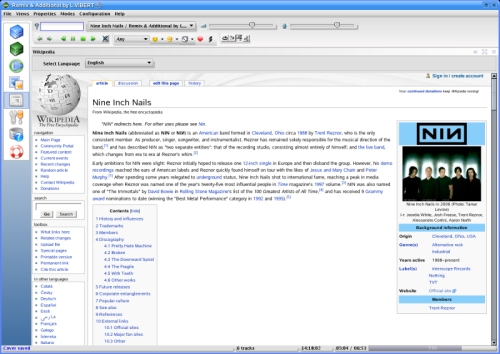 Remix & Additional by L.VIBERT
File Views Properties Modes Configuration Help
Nine Inch Nails / Remix & Additional by L...
Any
Wikipedia
Select Language : English
Sign in / create account
article discussion edit this page history
Your continued donations keep Wikipedia running!
Nine Inch Nails
From Wikipedia, the free encyclopedia
"NIN" redirects here. For other uses please see Nin.
Nine Inch Nails (abbreviated as NIN or NIИ) is an American band formed in Cleveland, Ohio circa 1988 by Trent Reznor, who is the only
consistent member. As producer, singer, songwriter, and instrumentalist, Reznor has remained solely responsible for the musical direction of the
band,[1] and has described NIN as "two separate entities": that of the recording studio, consisting almost entirely of himself; and the live band,
which changes from era to era at Reznor's whim.[2]
Early ambitions for NIN were slight: Reznor initially hoped to release one 12-inch single in Europe and then disband the group. However, his demo
recordings reached the ears of American labels and Reznor quickly found himself on tour with the likes of Jesus and Mary Chain and Peter
Murphy.[3] After spending some years relegated to underground status, Nine Inch Nails shot to international fame, reaching a peak in media
coverage when Reznor was named one of the year's twenty-five most influential people in Time magazine's 1997 volume.[3] NIN was also named
one of "The Immortals" by David Bowie in Rolling Stone Magazine's list of the 100 Greatest Artists of All Time,[4] and has received 9 Grammy
award nominations to date (winning the "Best Metal Performance" category in 1992 and 1995).[5]
Contents [hide]
1 History and influences
2 Trademarks
3 Members
4 Discography
4.1 Pretty Hate Machine
4.2 Broken
4.3 The Downward Spiral
4.4 The Fragile
4.5 With Teeth
4.6 Other works
5 Future releases
6 Corporate entanglements
7 Popular culture
8 See also
9 References
10 External links
10.1 Official sites
10.2 Major fan sites
10.3 Other
WIKIPEDIA
The Free Encyclopedia
navigation
Main Page
Community Portal
Featured content
Current events
Recent changes
Random article
Help
Contact Wikipedia
Donations
search
Go Search
toolbox
What links here
Related changes
Upload file
Special pages
Printable version
Permanent link
Cite this article
in other languages
Català
Česky
Deutsch
Español
Eesti
فارسی
Français
Galego
Interlingua
Italiano
NIИ
Nine Inch Nails in 2006 (Photo: Tamar Levine)
l-r: Jeordie White, Josh Freese, Trent Reznor, Alessandro Cortini, Aaron North
Background information
Origin Cleveland, Ohio, USA
Genre(s) Alternative rock
Industrial
Years active 1988–present
Label(s) Interscope Records
Nothing
TVT
Website Official site
Members
Trent Reznor
Cover saved
6 tracks